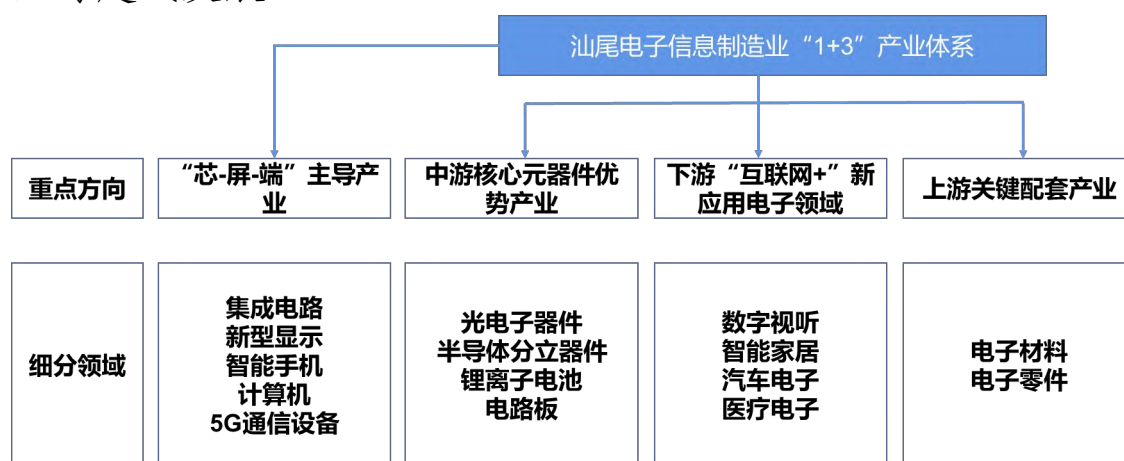 汕尾电子信息制造业“1+3”产业体系
重点方向
“芯-屏-端”主导产
业
中游核心元器件优
势产业
下游“互联网+”新
应用电子领域
上游关键配套产业
细分领域
集成电路
新型显示
智能手机
计算机
5G通信设备
光电子器件
半导体分立器件
锂离子电池
电路板
数字视听
智能家居
汽车电子
医疗电子
电子材料
电子零件